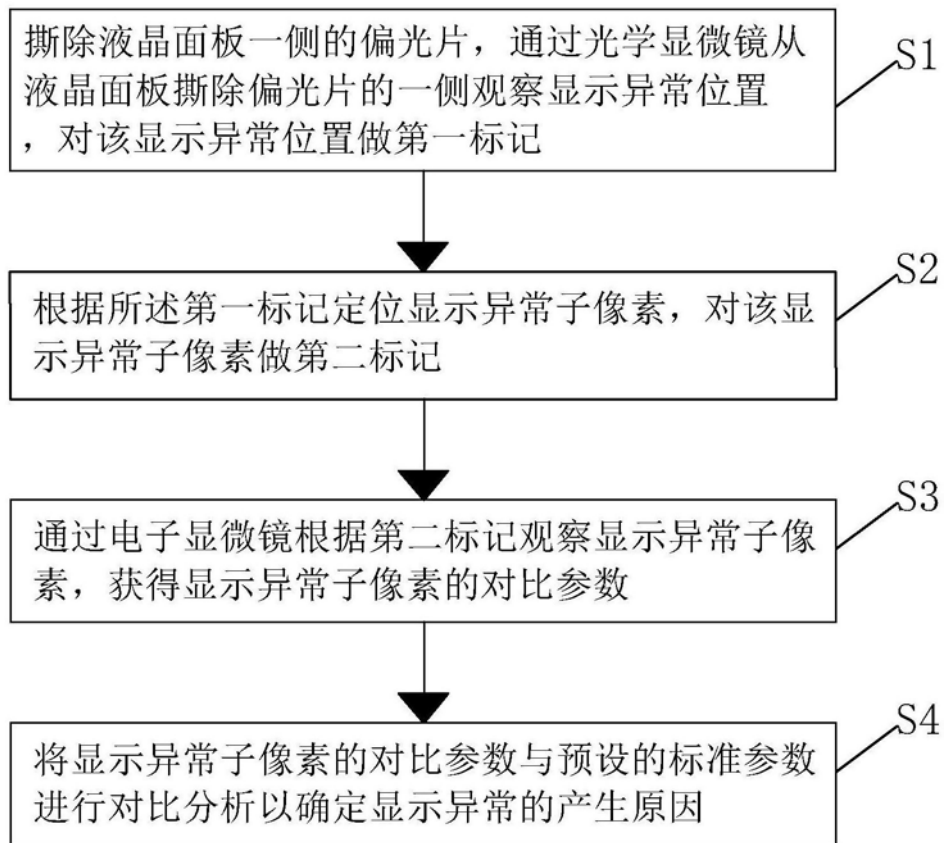 撕除液晶面板一侧的偏光片，通过光学显微镜从
液晶面板撕除偏光片的一侧观察显示异常位置
，对该显示异常位置做第一标记
S1
根据所述第一标记定位显示异常子像素，对该显
示异常子像素做第二标记
S2
通过电子显微镜根据第二标记观察显示异常子像
素，获得显示异常子像素的对比参数
S3
将显示异常子像素的对比参数与预设的标准参数
进行对比分析以确定显示异常的产生原因
S4